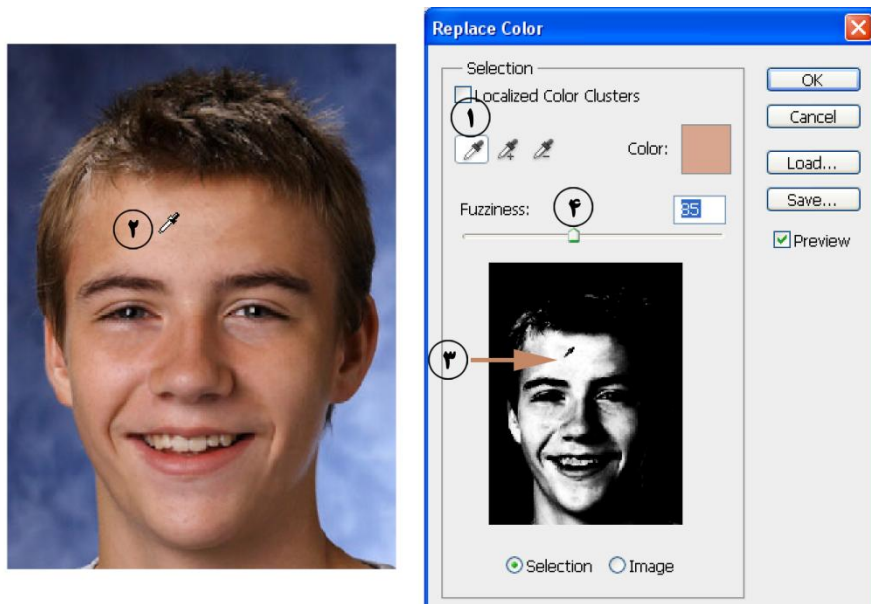 Replace Color
Selection
Localized Color Clusters
۱
Color:
۲
Fuzziness:
۴
85
۳
Selection
Image
OK
Cancel
Load...
Save...
Preview